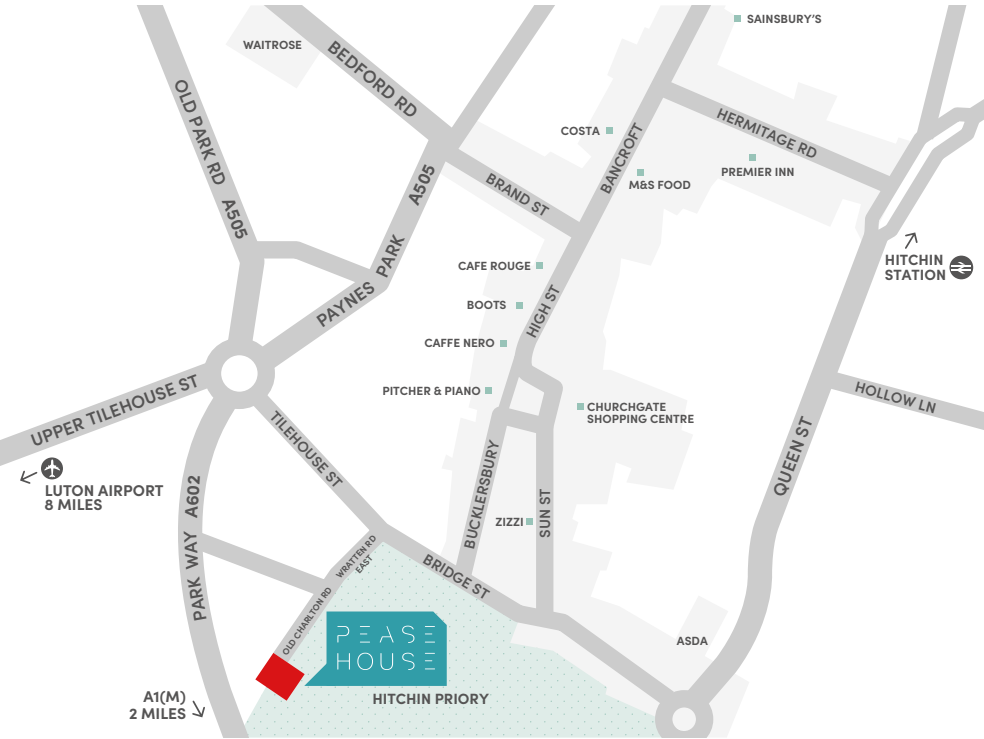 SAINSBURY'S
WAITROSE
BEDFORD RD
OLD PARK RD A505
COSTA
BANCROFT
HERMITAGE RD
PREMIER INN
M&S FOOD
A505
BRAND ST
PAYNES PARK
CAFE ROUGE
HITCHIN
STATION
BOOTS
HIGH ST
CAFFE NERO
PITCHER & PIANO
UPPER TILEHOUSE ST
CHURCHGATE
SHOPPING CENTRE
HOLLOW LN
TILEHOUSE ST
QUEEN ST
LUTON AIRPORT
8 MILES
BUCKLERSBURY
SUN ST
ZIZZI
PARK WAY A602
WRATTEN RD
EAST
BRIDGE ST
OLD CHARLTON RD
PEASE
HOUSE
ASDA
HITCHIN PRIORY
A1(M)
2 MILES